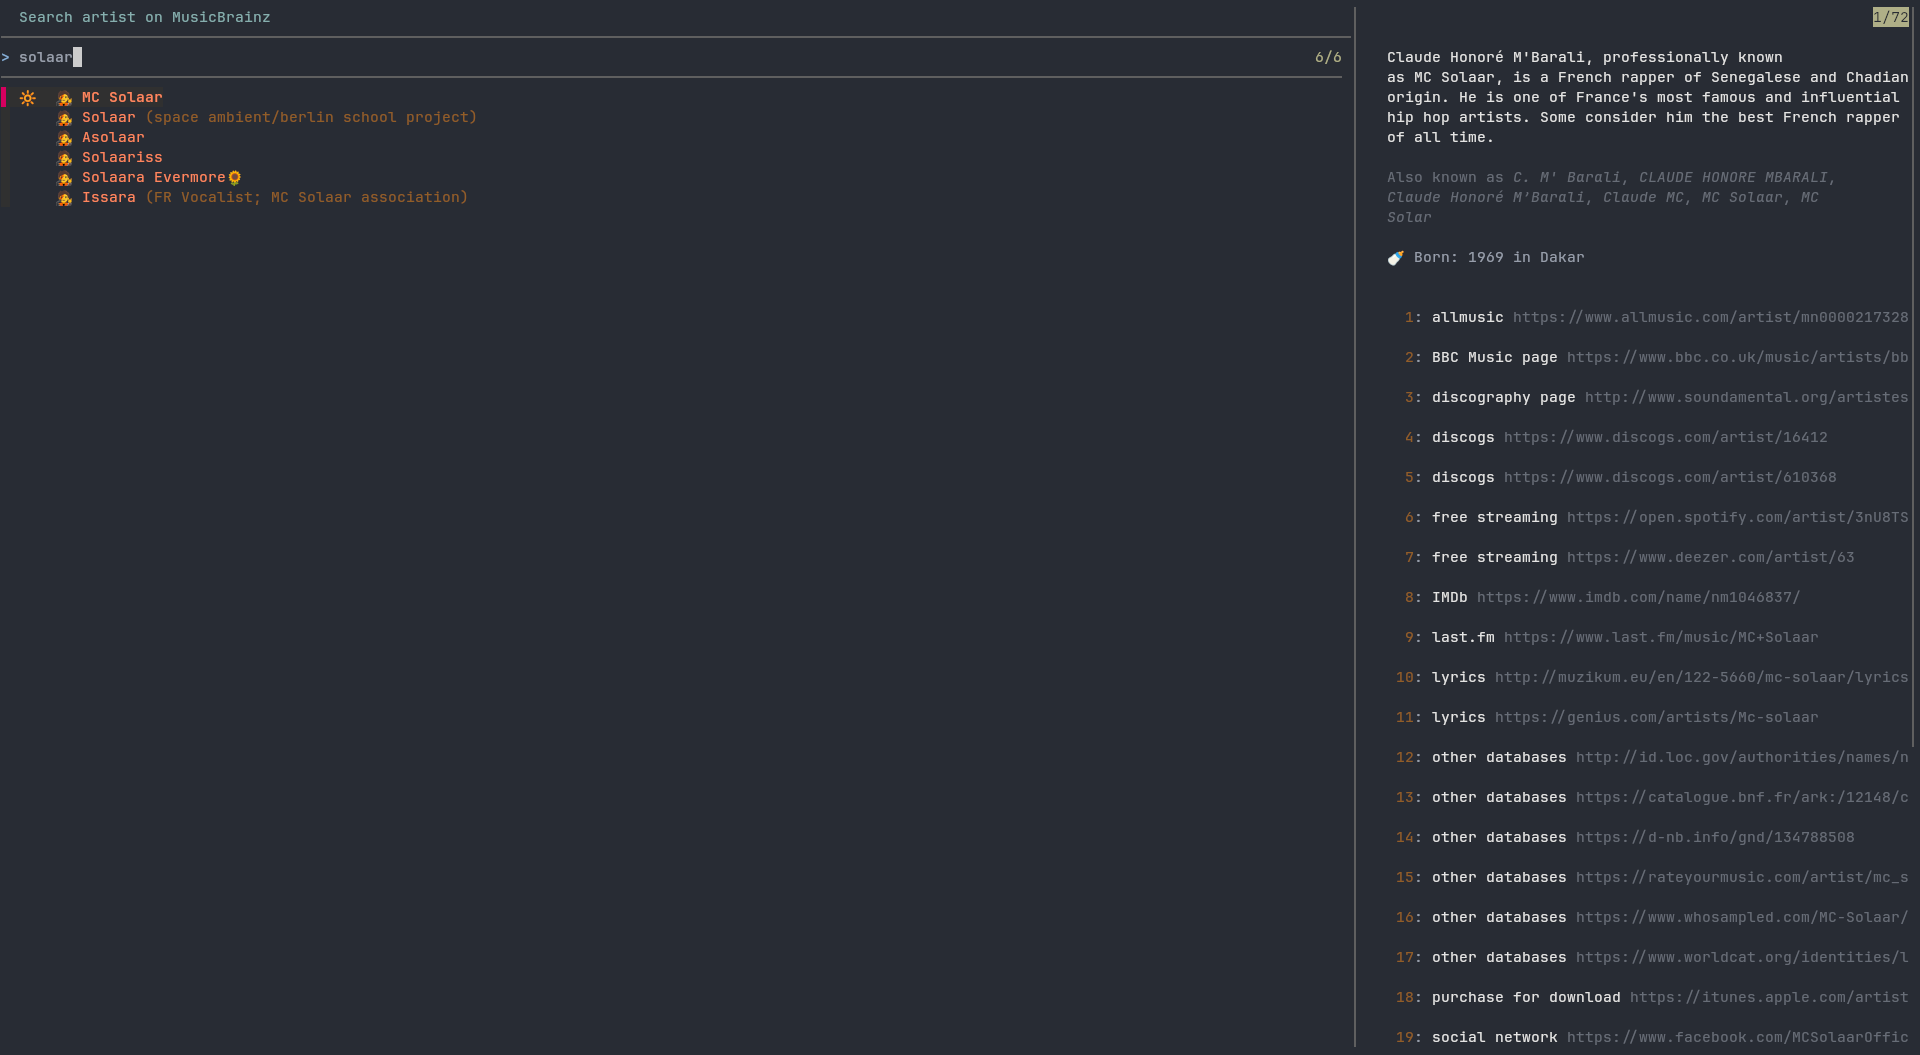 Search artist on MusicBrainz
> solaar 6/6
MC Solaar
Solaar (space ambient/berlin school project)
Asolaar
Solaariss
Solaara Evermore🌻
Issara (FR Vocalist; MC Solaar association)
1/72
Claude Honoré M'Barali, professionally known
as MC Solaar, is a French rapper of Senegalese and Chadian
origin. He is one of France's most famous and influential
hip hop artists. Some consider him the best French rapper
of all time.
Also known as C. M' Barali, CLAUDE HONORE MBARALI,
Claude Honoré M’Barali, Claude MC, MC Solaar, MC
Solar
🍼 Born: 1969 in Dakar
1: allmusic https://www.allmusic.com/artist/mn0000217328
2: BBC Music page https://www.bbc.co.uk/music/artists/bb
3: discography page http://www.soundamental.org/artistes
4: discogs https://www.discogs.com/artist/16412
5: discogs https://www.discogs.com/artist/610368
6: free streaming https://open.spotify.com/artist/3nU8TS
7: free streaming https://www.deezer.com/artist/63
8: IMDb https://www.imdb.com/name/nm1046837/
9: last.fm https://www.last.fm/music/MC+Solaar
10: lyrics http://muzikum.eu/en/122-5660/mc-solaar/lyrics
11: lyrics https://genius.com/artists/Mc-solaar
12: other databases http://id.loc.gov/authorities/names/n
13: other databases https://catalogue.bnf.fr/ark:/12148/c
14: other databases https://d-nb.info/gnd/134788508
15: other databases https://rateyourmusic.com/artist/mc_s
16: other databases https://www.whosampled.com/MC-Solaar/
17: other databases https://www.worldcat.org/identities/l
18: purchase for download https://itunes.apple.com/artist
19: social network https://www.facebook.com/MCSolaarOffic